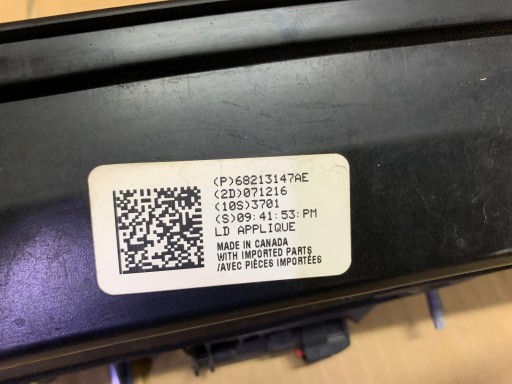 (P)68213147AE
(2D)071216
(10S)3701
(S)09:41:53:PM
LD APPLIQUE
MADE IN CANADA
WITH IMPORTED PARTS
/AVEC PIÈCES IMPORTÉES